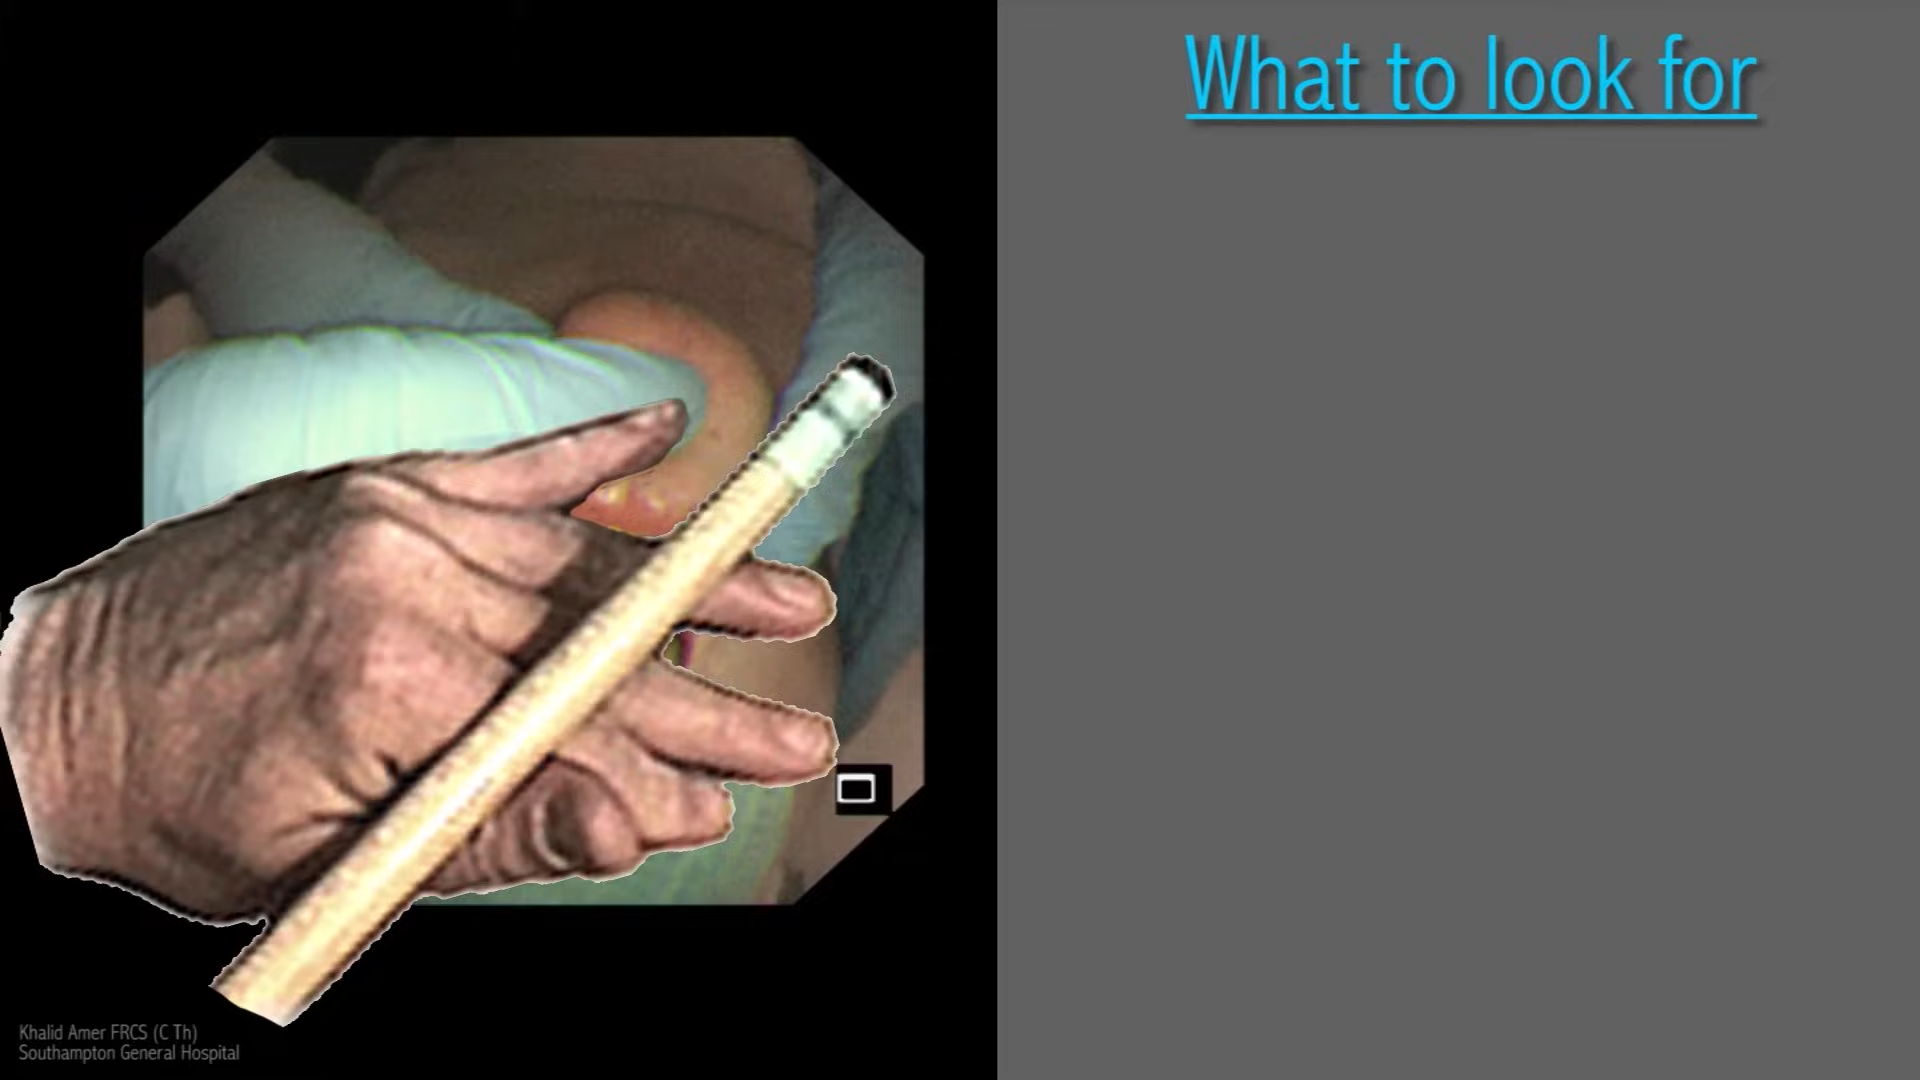 What to look for
Khalid Amer FRCS (C Th)
Southampton General Hospital